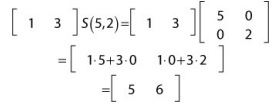 [ 1 3 ] S(5,2) = [ 1 3 ] [ 5 0 ; 0 2 ]
= [ 1·5+3·0 1·0+3·2 ]
= [ 5 6 ]